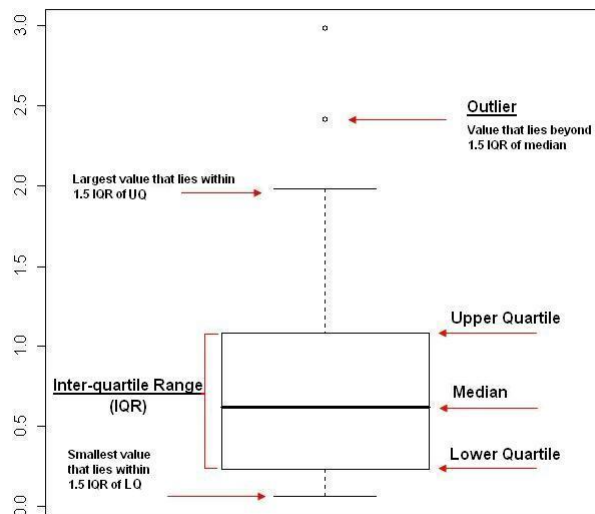 3.0
2.5
2.0
1.5
1.0
0.5
0.0
Outlier
Value that lies beyond
1.5 IQR of median
Largest value that lies within
1.5 IQR of UQ
Upper Quartile
Inter-quartile Range
(IQR)
Median
Smallest value
that lies within
1.5 IQR of LQ
Lower Quartile